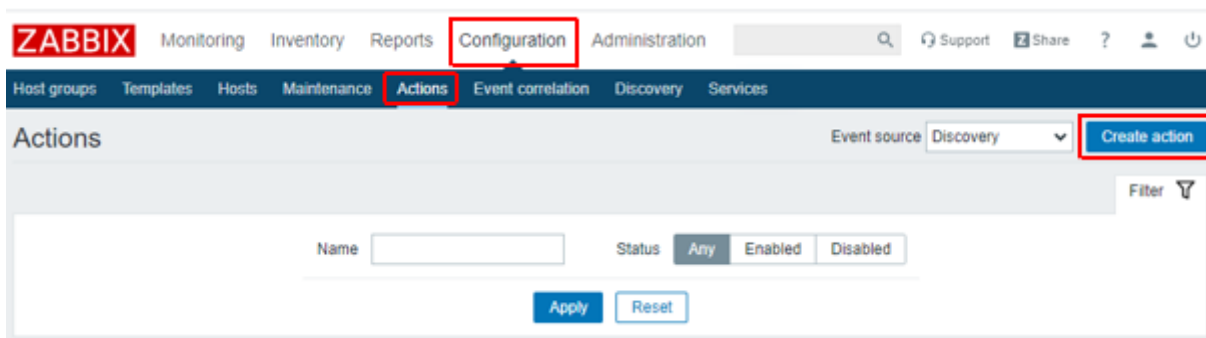 ZABBIX Monitoring Inventory Reports Configuration Administration Support Z Share ?
Host groups Templates Hosts Maintenance Actions Event correlation Discovery Services
Actions Event source Discovery Create action
Filter
Name Status Any Enabled Disabled
Apply Reset